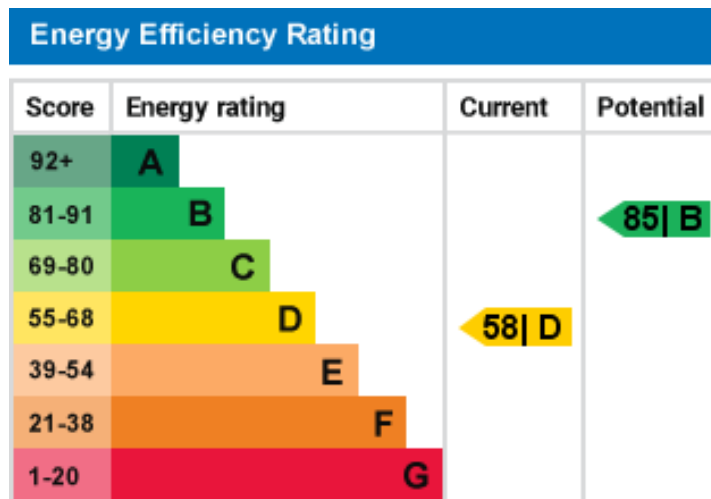 Energy Efficiency Rating
Score Energy rating Current Potential
92+ A
81-91 B 85| B
69-80 C
55-68 D 58| D
39-54 E
21-38 F
1-20 G